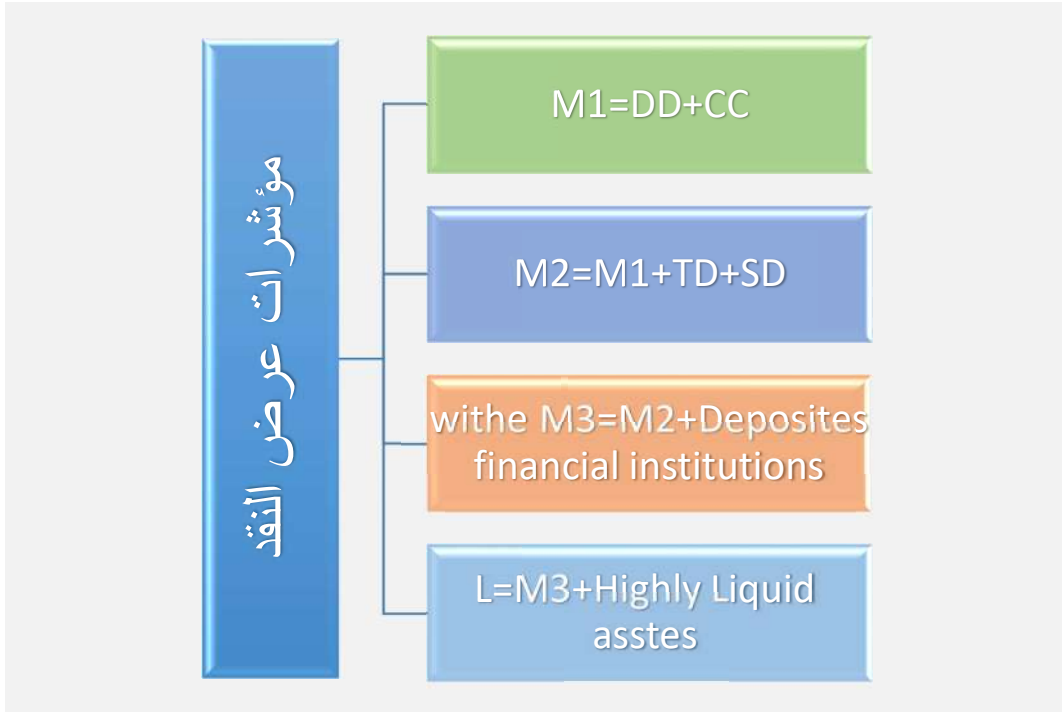 مؤشرات عرض النقد
M1=DD+CC
M2=M1+TD+SD
withe M3=M2+Deposites
financial institutions
L=M3+Highly Liquid
asstes